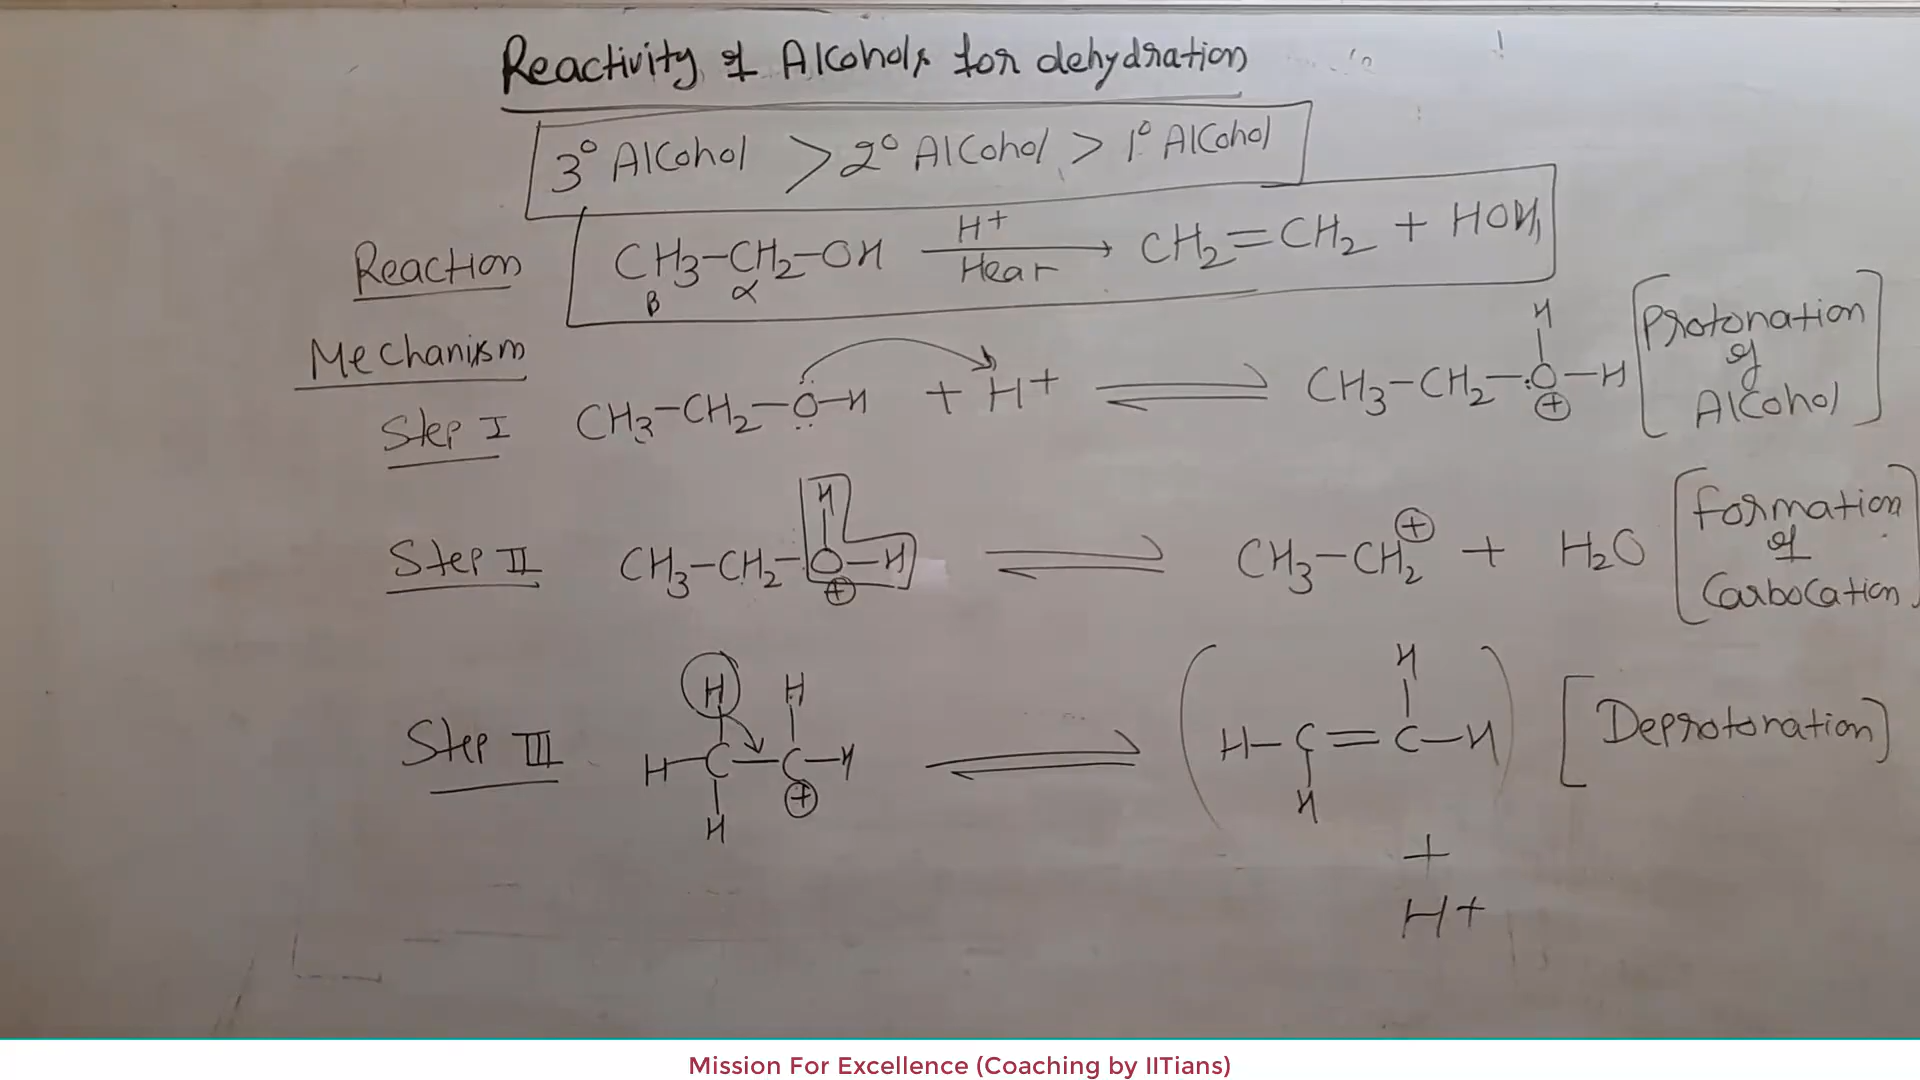 Reactivity of Alcohols for dehydration
3° Alcohol > 2° Alcohol > 1° Alcohol
Reaction CH3-CH2-OH H+ Heat → CH2=CH2 + HOH
β α
Mechanism
Step I CH3-CH2-Ö-H + H+ ⇌ CH3-CH2-O-H H ⊕ [Protonation of Alcohol]
Step II CH3-CH2-O-H H ⊕ ⇌ CH3-CH2⊕ + H2O [Formation of Carbocation]
Step III H H H-C-C-H H ⊕ ⇌ (H-C=C-H H H) [Deprotonation]
+
H+
Mission For Excellence (Coaching by IITians)